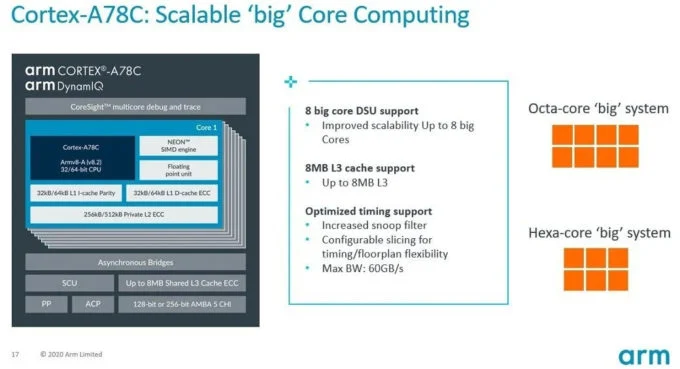 Cortex-A78C: Scalable ‘big’ Core Computing
arm CORTEX®-A78C
arm DynamIQ
CoreSight™ multicore debug and trace
Core 1
Cortex-A78C
Armv8-A (v8.2)
32/64-bit CPU
NEON™
SIMD engine
Floating
point unit
32kB/64kB L1 I-cache Parity
32kB/64kB L1 D-cache ECC
256kB/512kB Private L2 ECC
Asynchronous Bridges
SCU
Up to 8MB Shared L3 Cache ECC
PP
ACP
128-bit or 256-bit AMBA 5 CHI
8 big core DSU support
• Improved scalability Up to 8 big
Cores
8MB L3 cache support
• Up to 8MB L3
Optimized timing support
• Increased snoop filter
• Configurable slicing for
timing/floorplan flexibility
• Max BW: 60GB/s
Octa-core ‘big’ system
Hexa-core ‘big’ system
17 © 2020 Arm Limited
arm